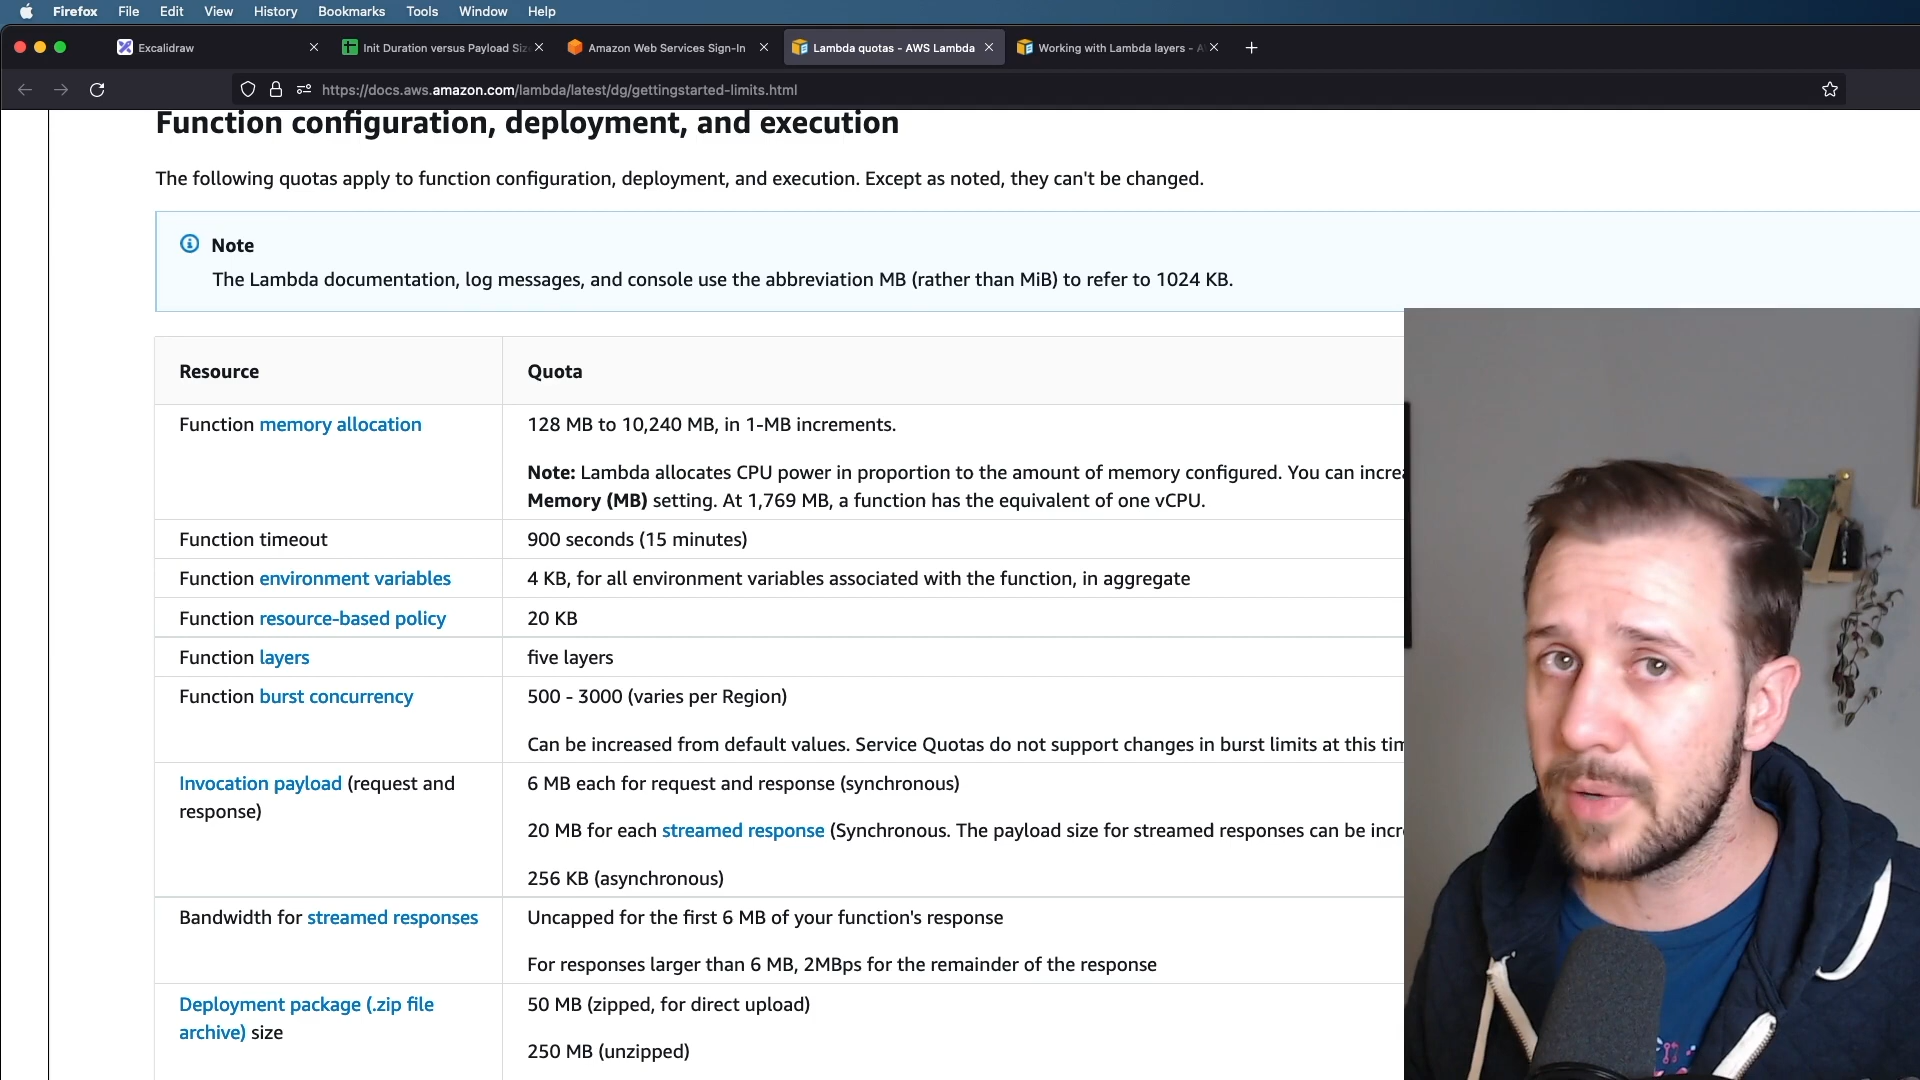 Firefox File Edit View History Bookmarks Tools Window Help
Excalidraw
Init Duration versus Payload Siz
Amazon Web Services Sign-In
Lambda quotas - AWS Lambda
Working with Lambda layers - A
https://docs.aws.amazon.com/lambda/latest/dg/gettingstarted-limits.html
Function configuration, deployment, and execution
The following quotas apply to function configuration, deployment, and execution. Except as noted, they can't be changed.
Note
The Lambda documentation, log messages, and console use the abbreviation MB (rather than MiB) to refer to 1024 KB.
Resource
Quota
Function memory allocation
128 MB to 10,240 MB, in 1-MB increments.
Note: Lambda allocates CPU power in proportion to the amount of memory configured. You can increa
Memory (MB) setting. At 1,769 MB, a function has the equivalent of one vCPU.
Function timeout
900 seconds (15 minutes)
Function environment variables
4 KB, for all environment variables associated with the function, in aggregate
Function resource-based policy
20 KB
Function layers
five layers
Function burst concurrency
500 - 3000 (varies per Region)
Can be increased from default values. Service Quotas do not support changes in burst limits at this tim
Invocation payload (request and
response)
6 MB each for request and response (synchronous)
20 MB for each streamed response (Synchronous. The payload size for streamed responses can be incr
256 KB (asynchronous)
Bandwidth for streamed responses
Uncapped for the first 6 MB of your function's response
For responses larger than 6 MB, 2MBps for the remainder of the response
Deployment package (.zip file
archive) size
50 MB (zipped, for direct upload)
250 MB (unzipped)